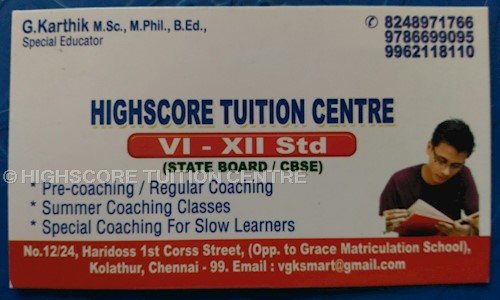 G.Karthik M.Sc., M.Phil., B.Ed.,
Special Educator
✆ 8248971766
9786699095
9962118110
HIGHSCORE TUITION CENTRE
VI - XII Std
(STATE BOARD / CBSE)
© HIGHSCORE TUITION CENTRE
* Pre-coaching / Regular Coaching
* Summer Coaching Classes
* Special Coaching For Slow Learners
No.12/24, Haridoss 1st Corss Street, (Opp. to Grace Matriculation School),
Kolathur, Chennai - 99. Email : vgksmart@gmail.com